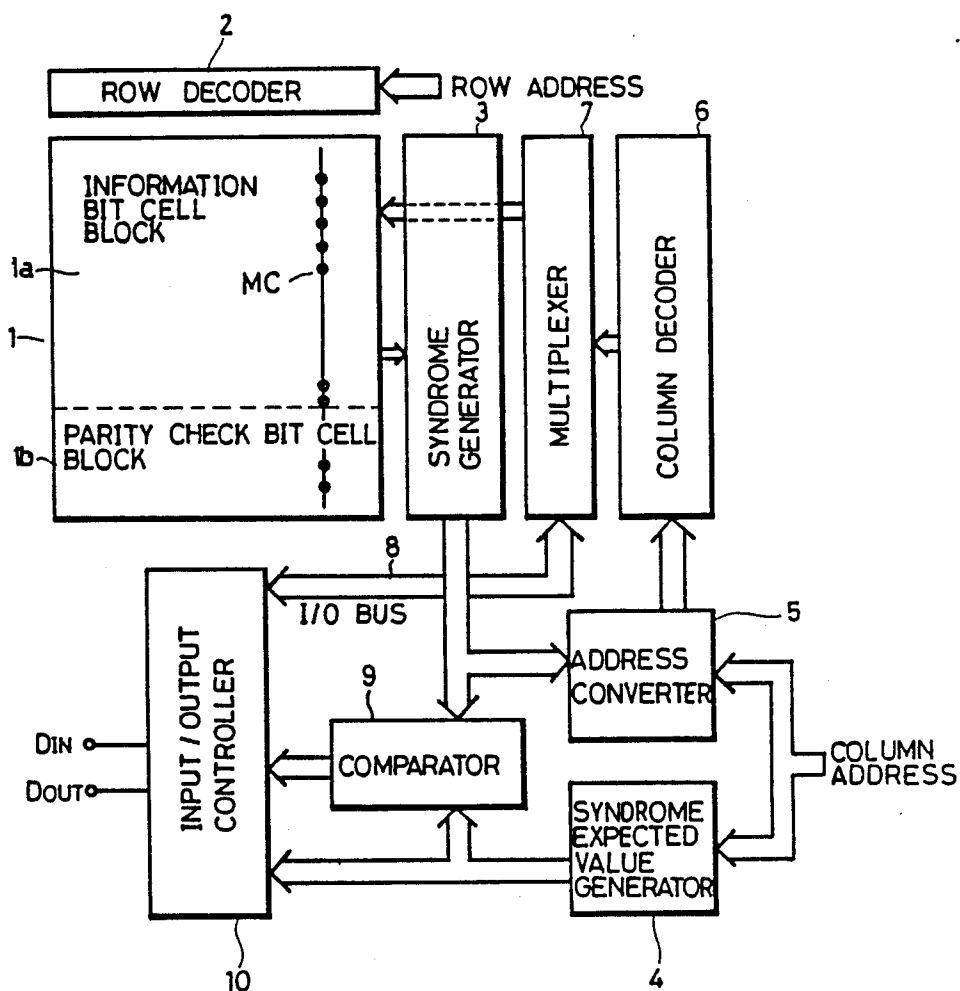 2
ROW DECODER
ROW ADDRESS
3
7
6
INFORMATION
BIT CELL
BLOCK
1a
MC
1
PARITY CHECK BIT CELL
BLOCK
1b
SYNDROME
GENERATOR
MULTIPLEXER
COLUMN DECODER
8
I/O BUS
5
ADDRESS
CONVERTER
9
COMPARATOR
INPUT/OUTPUT
CONTROLLER
DIN
DOUT
COLUMN
ADDRESS
SYNDROME
EXPECTED
VALUE
GENERATOR
10
4